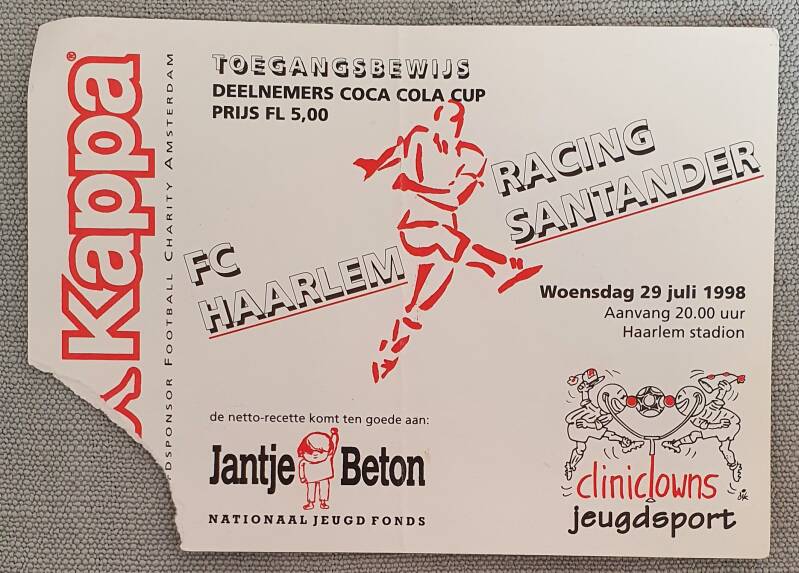 Kappa®
DSPONSOR FOOTBALL CHARITY AMSTERDAM
TOEGANGSBEWIJS
DEELNEMERS COCA COLA CUP
PRIJS FL 5,00
RACING
SANTANDER
FC
HAARLEM
Woensdag 29 juli 1998
Aanvang 20.00 uur
Haarlem stadion
de netto-recette komt ten goede aan:
Jantje Beton
NATIONAAL JEUGD FONDS
cliniclowns
jeugdsport